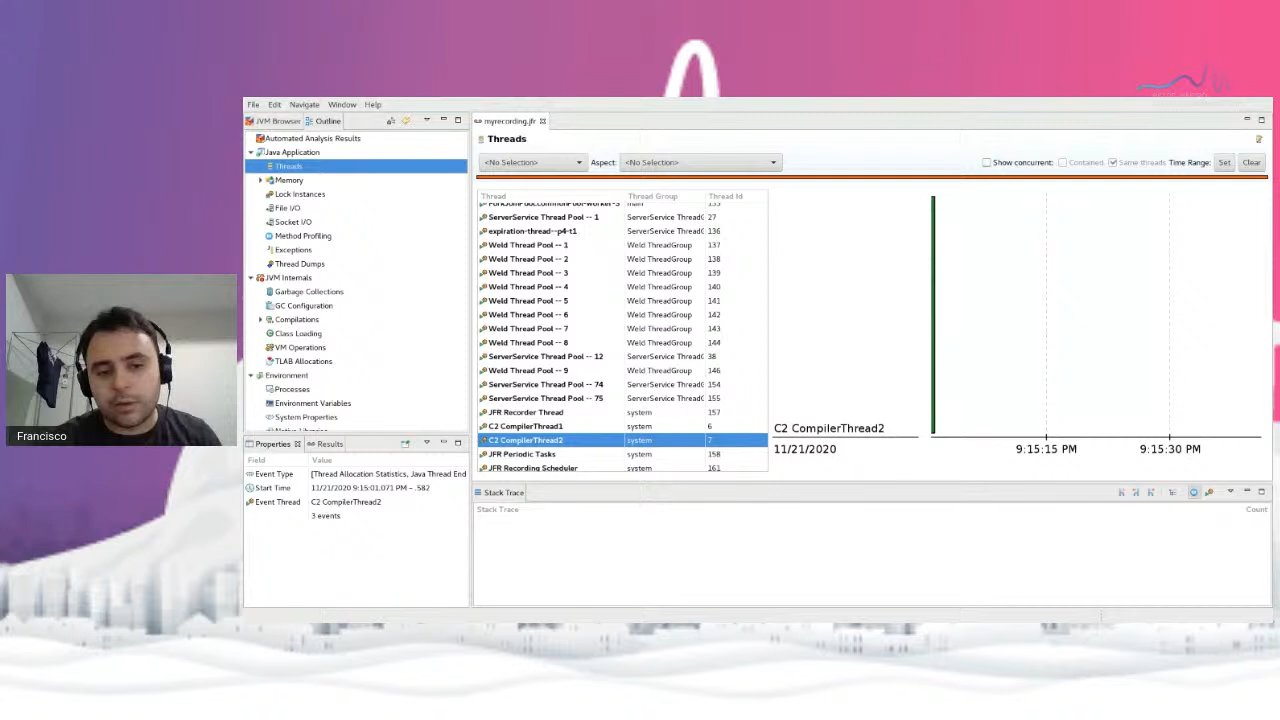 File Edit Navigate Window Help
JVM Browser Outline
myrecording.jfr
Automated Analysis Results
Java Application
Threads
Memory
Lock Instances
File I/O
Socket I/O
Method Profiling
Exceptions
Thread Dumps
JVM Internals
Garbage Collections
GC Configuration
Compilations
Class Loading
VM Operations
TLAB Allocations
Environment
Processes
Environment Variables
System Properties
Threads
<No Selection> Aspect: <No Selection> Show concurrent: Contained Same threads Time Range: Set Clear
Thread Thread Group Thread Id
ServerService Thread Pool -- 1 ServerService Thread 27
expiration-thread--p4-t1 ServerService Thread 136
Weld Thread Pool -- 1 Weld ThreadGroup 137
Weld Thread Pool -- 2 Weld ThreadGroup 138
Weld Thread Pool -- 3 Weld ThreadGroup 139
Weld Thread Pool -- 4 Weld ThreadGroup 140
Weld Thread Pool -- 5 Weld ThreadGroup 141
Weld Thread Pool -- 6 Weld ThreadGroup 142
Weld Thread Pool -- 7 Weld ThreadGroup 143
Weld Thread Pool -- 8 Weld ThreadGroup 144
ServerService Thread Pool -- 12 ServerService Thread 38
Weld Thread Pool -- 9 Weld ThreadGroup 146
ServerService Thread Pool -- 74 ServerService Thread 154
ServerService Thread Pool -- 75 ServerService Thread 155
JFR Recorder Thread system 157
C2 CompilerThread1 system 6
C2 CompilerThread2 system 7
JFR Periodic Tasks system 158
JFR Recording Scheduler system 161
C2 CompilerThread2
11/21/2020 9:15:15 PM 9:15:30 PM
Properties Results
Field Value
Event Type [Thread Allocation Statistics, Java Thread End
Start Time 11/21/2020 9:15:01.071 PM – .582
Event Thread C2 CompilerThread2
3 events
Stack Trace
Stack Trace Count
Francisco